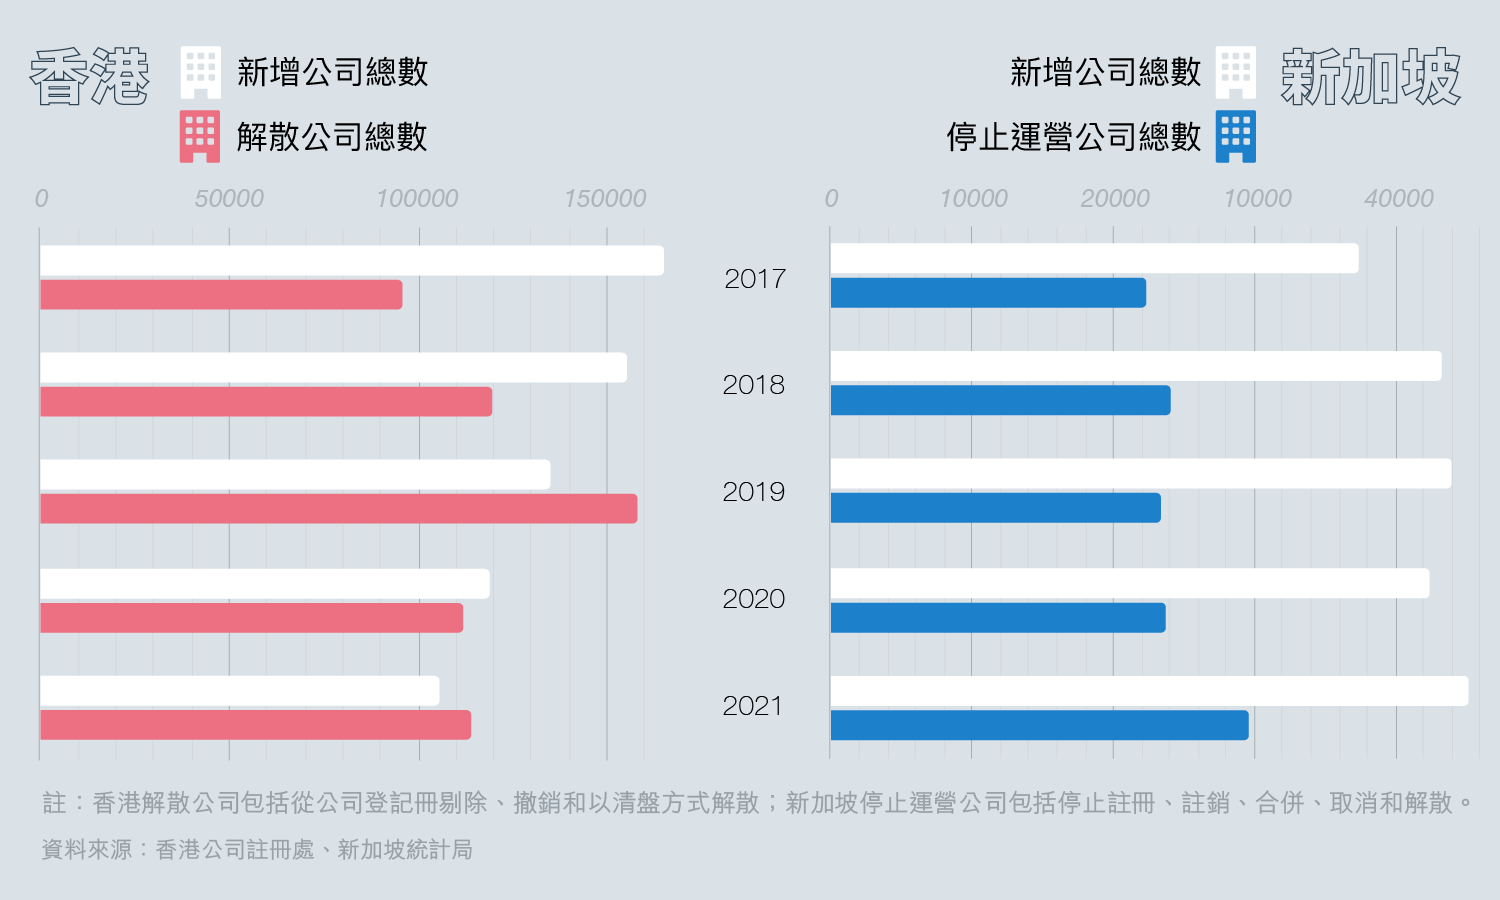 香港
新增公司總數
解散公司總數
新增公司總數
停止運營公司總數
新加坡
0 50000 100000 150000
0 10000 20000 10000 40000
2017
2018
2019
2020
2021
註：香港解散公司包括從公司登記冊剔除、撤銷和以清盤方式解散；新加坡停止運營公司包括停止註冊、註銷、合併、取消和解散。
資料來源：香港公司註冊處、新加坡統計局